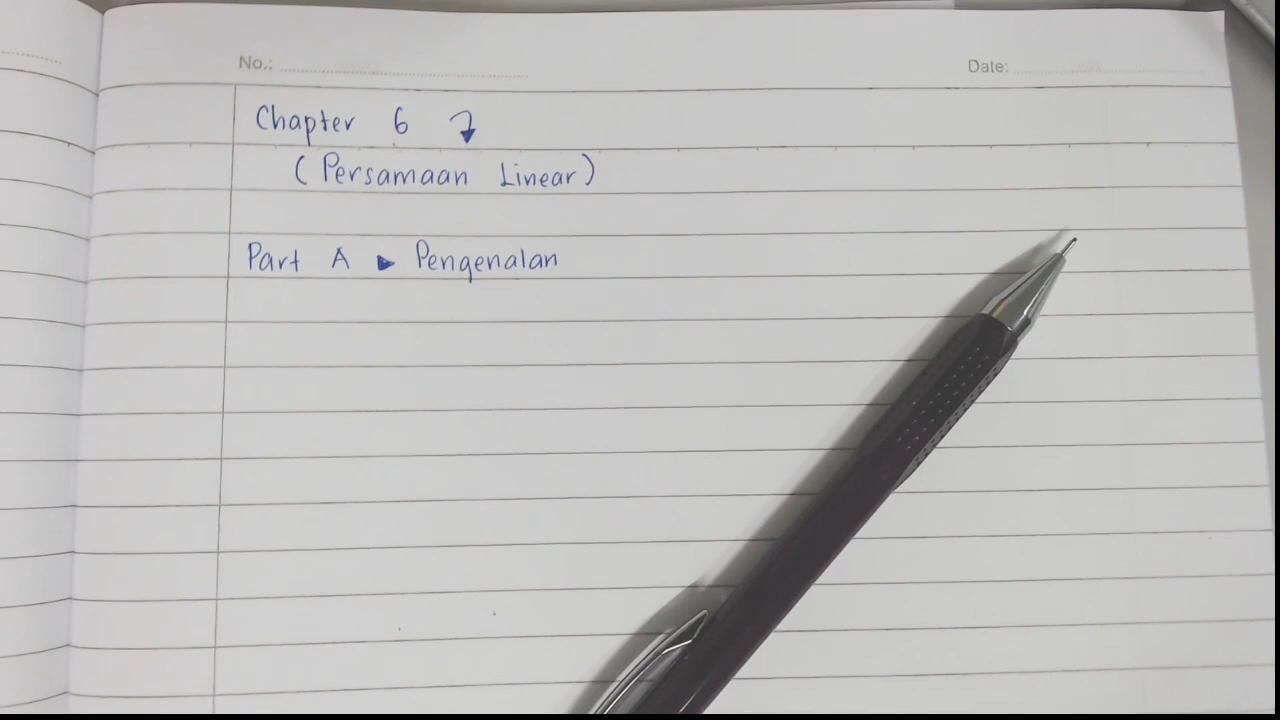 No.:
Date:
Chapter 6
(Persamaan Linear)
Part A ▶ Pengenalan